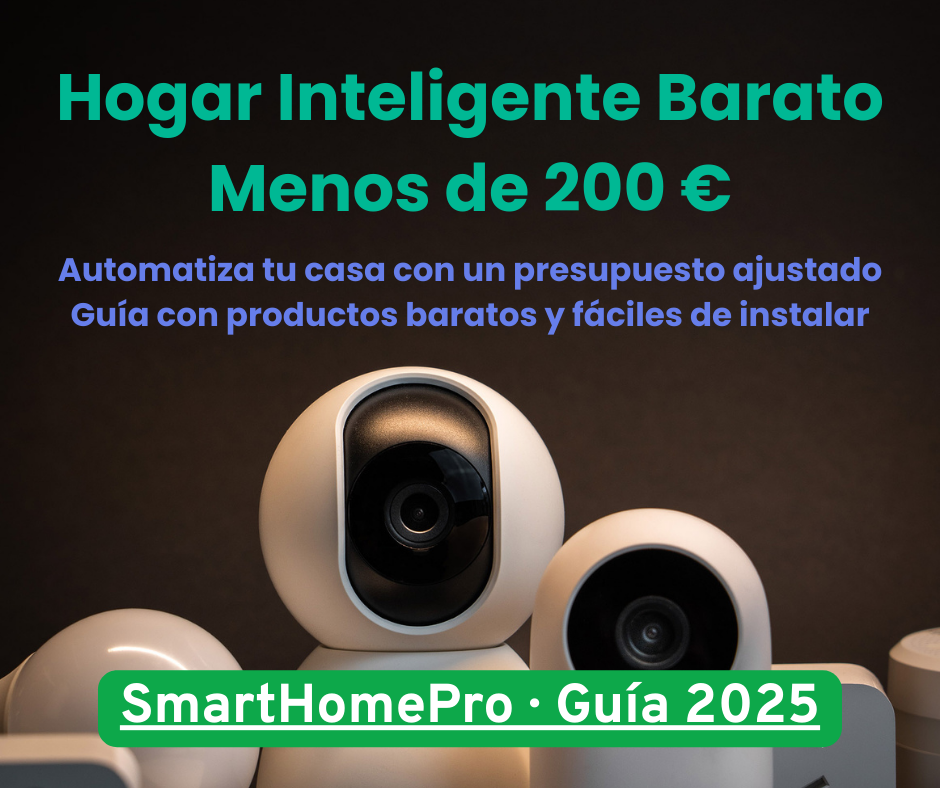 Hogar Inteligente Barato
Menos de 200 €
Automatiza tu casa con un presupuesto ajustado
Guía con productos baratos y fáciles de instalar
SmartHomePro · Guía 2025